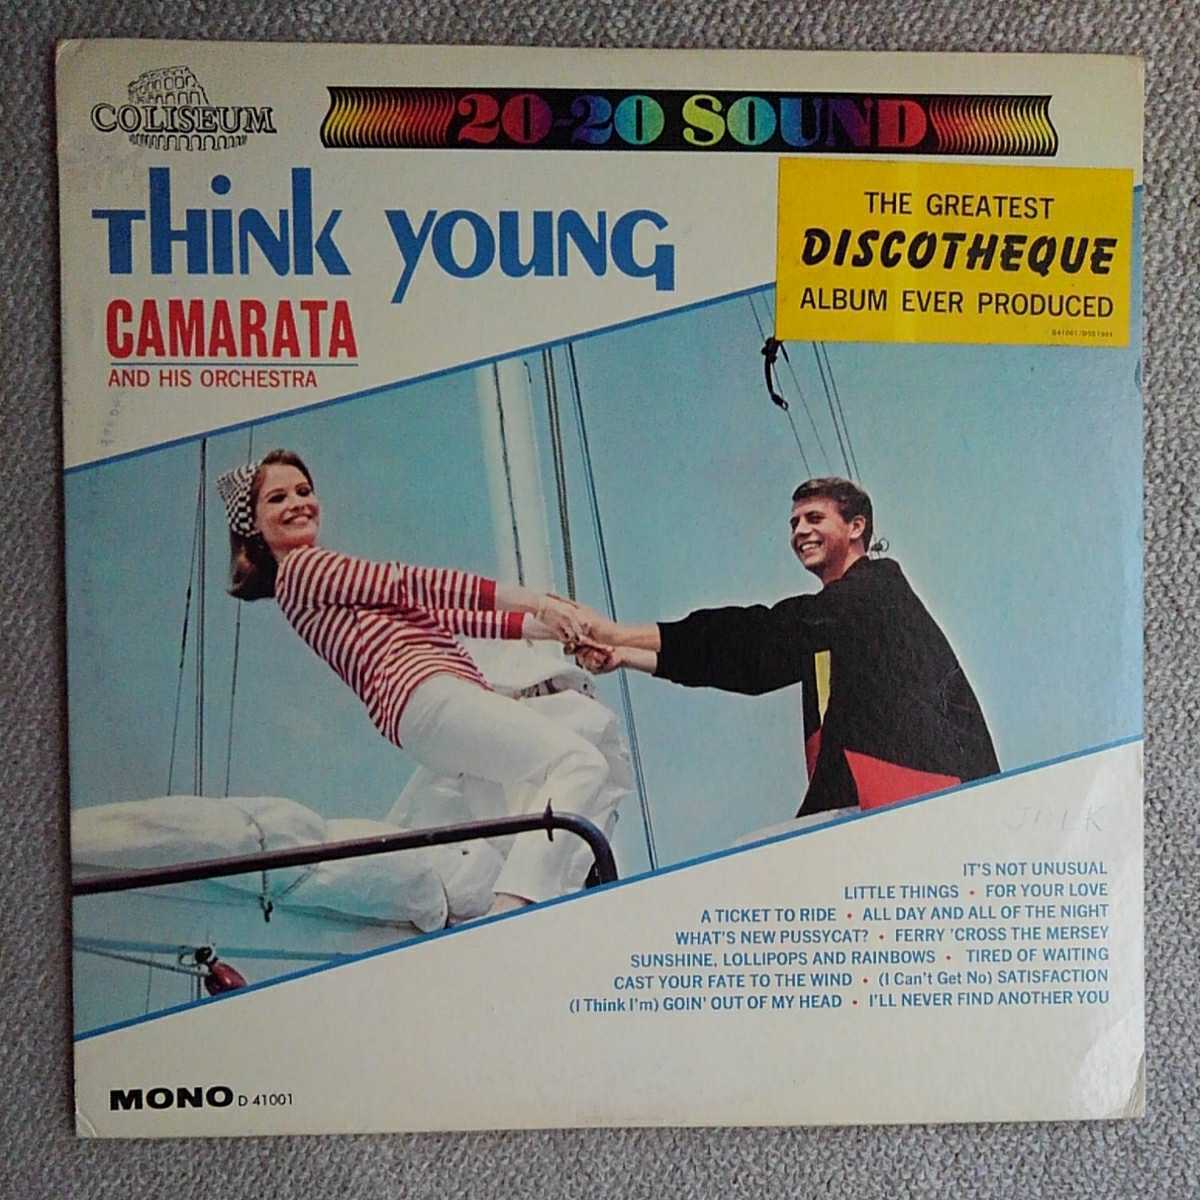 COLISEUM
20-20 SOUND
THINK YOUNG
CAMARATA
AND HIS ORCHESTRA
THE GREATEST
DISCOTHEQUE
ALBUM EVER PRODUCED
IT'S NOT UNUSUAL
LITTLE THINGS • FOR YOUR LOVE
A TICKET TO RIDE • ALL DAY AND ALL OF THE NIGHT
WHAT'S NEW PUSSYCAT? • FERRY 'CROSS THE MERSEY
SUNSHINE, LOLLIPOPS AND RAINBOWS • TIRED OF WAITING
CAST YOUR FATE TO THE WIND • (I Can't Get No) SATISFACTION
(I Think I'm) GOIN' OUT OF MY HEAD • I'LL NEVER FIND ANOTHER YOU
MONO D 41001